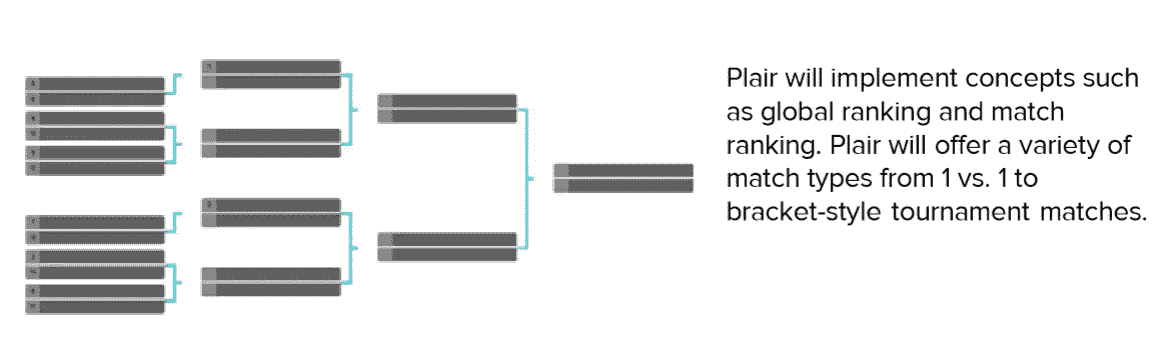 Plair will implement concepts such
as global ranking and match
ranking. Plair will offer a variety of
match types from 1 vs. 1 to
bracket-style tournament matches.